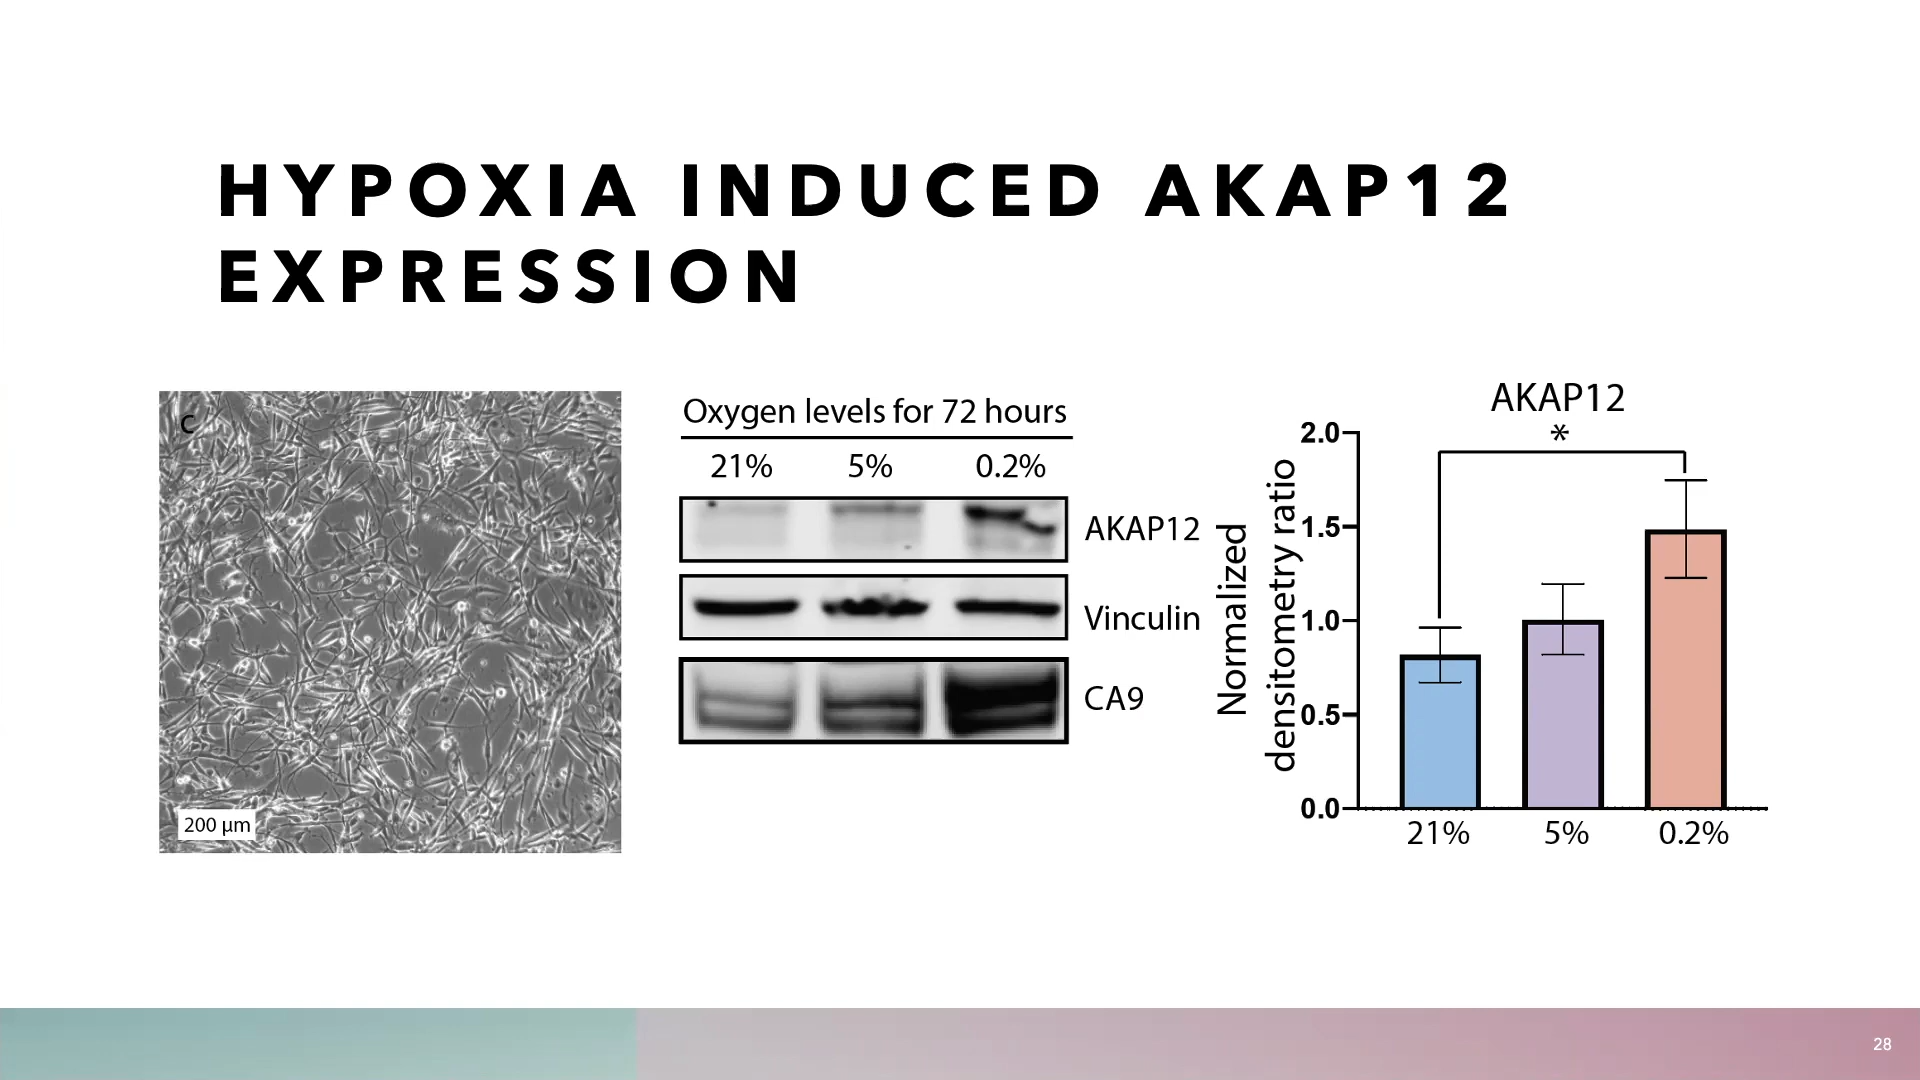 HYPOXIA INDUCED AKAP12
EXPRESSION
C
200 µm
Oxygen levels for 72 hours
21% 5% 0.2%
AKAP12
Vinculin
CA9
AKAP12
*
Normalized
densitometry ratio
2.0
1.5
1.0
0.5
0.0
21% 5% 0.2%
28